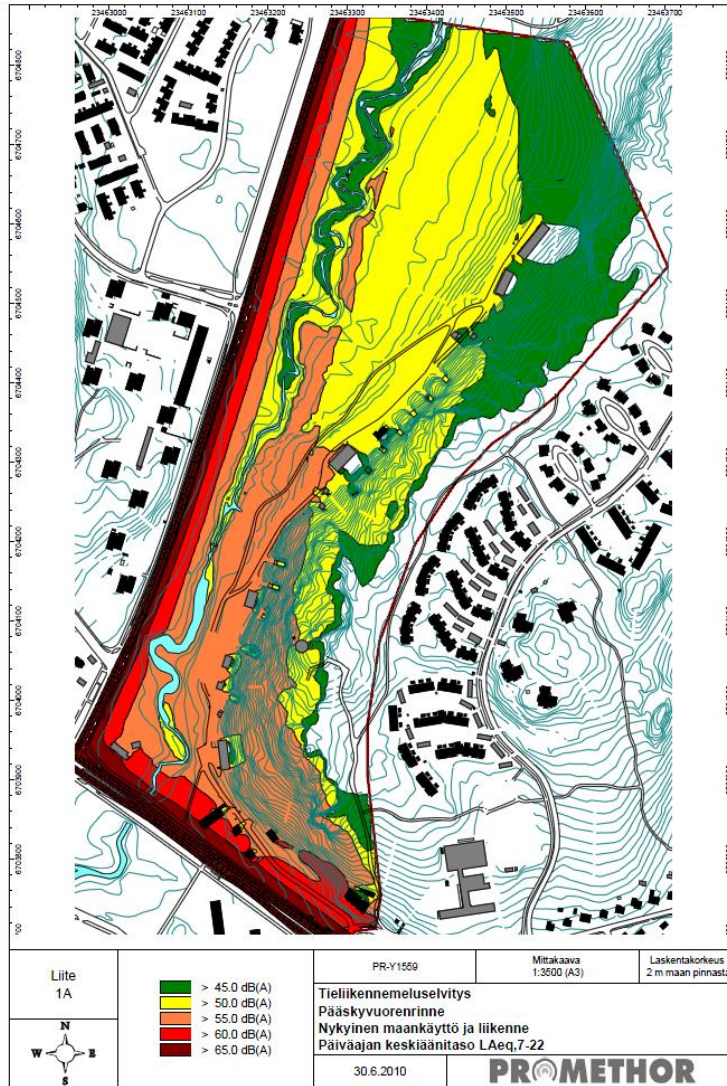 23463000 23463100 23463200 23463300 23463400 23463500 23463600 23463700
6704800
6704700
6704600
6704500
6704400
6704300
6704200
6704100
6704000
6703900
6703800
Liite
1A
N
W E
S
> 45.0 dB(A)
> 50.0 dB(A)
> 55.0 dB(A)
> 60.0 dB(A)
> 65.0 dB(A)
PR-Y1559
Mittakaava
1:3500 (A3)
Laskentakorkeus
2 m maan pinnasta
Tieliikennemeluselvitys
Pääskyvuorenrinne
Nykyinen maankäyttö ja liikenne
Päiväajan keskiäänitaso LAeq,7-22
30.6.2010
PROMETHOR